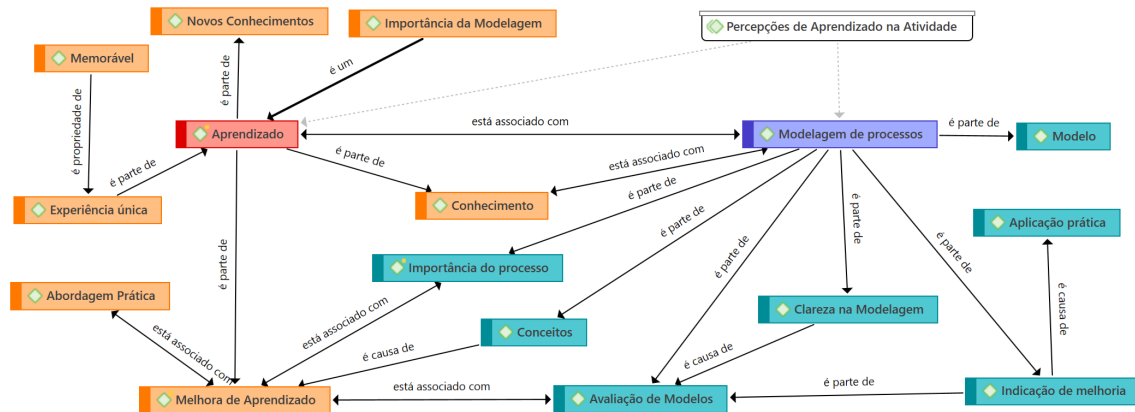 Novos Conhecimentos
Importância da Modelagem
Percepções de Aprendizado na Atividade
Memorável
é um
é parte de
é propriedade de
Aprendizado
está associado com
Modelagem de processos
é parte de
Modelo
é parte de
é parte de
está associado com
é parte de
Experiência única
Conhecimento
é parte de
é parte de
é parte de
é parte de
Aplicação prática
é parte de
é parte de
Importância do processo
Abordagem Prática
Clareza na Modelagem
é causa de
está associado com
está associado com
Conceitos
é causa de
é causa de
está associado com
é parte de
Melhora de Aprendizado
Avaliação de Modelos
Indicação de melhoria